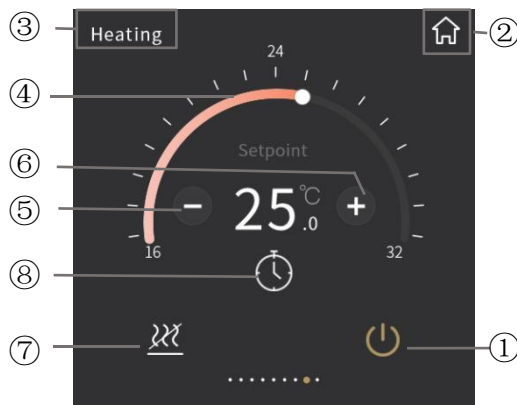 ③ Heating ②
24
④
Setpoint
⑥
⑤ 25.0 ℃
16 32
⑧
⑦ ①